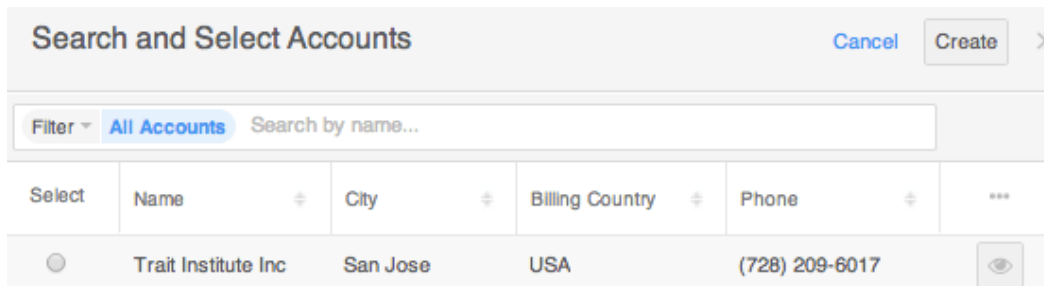 Search and Select Accounts Cancel Create
Filter All Accounts Search by name...
Select Name City Billing Country Phone
Trait Institute Inc San Jose USA (728) 209-6017